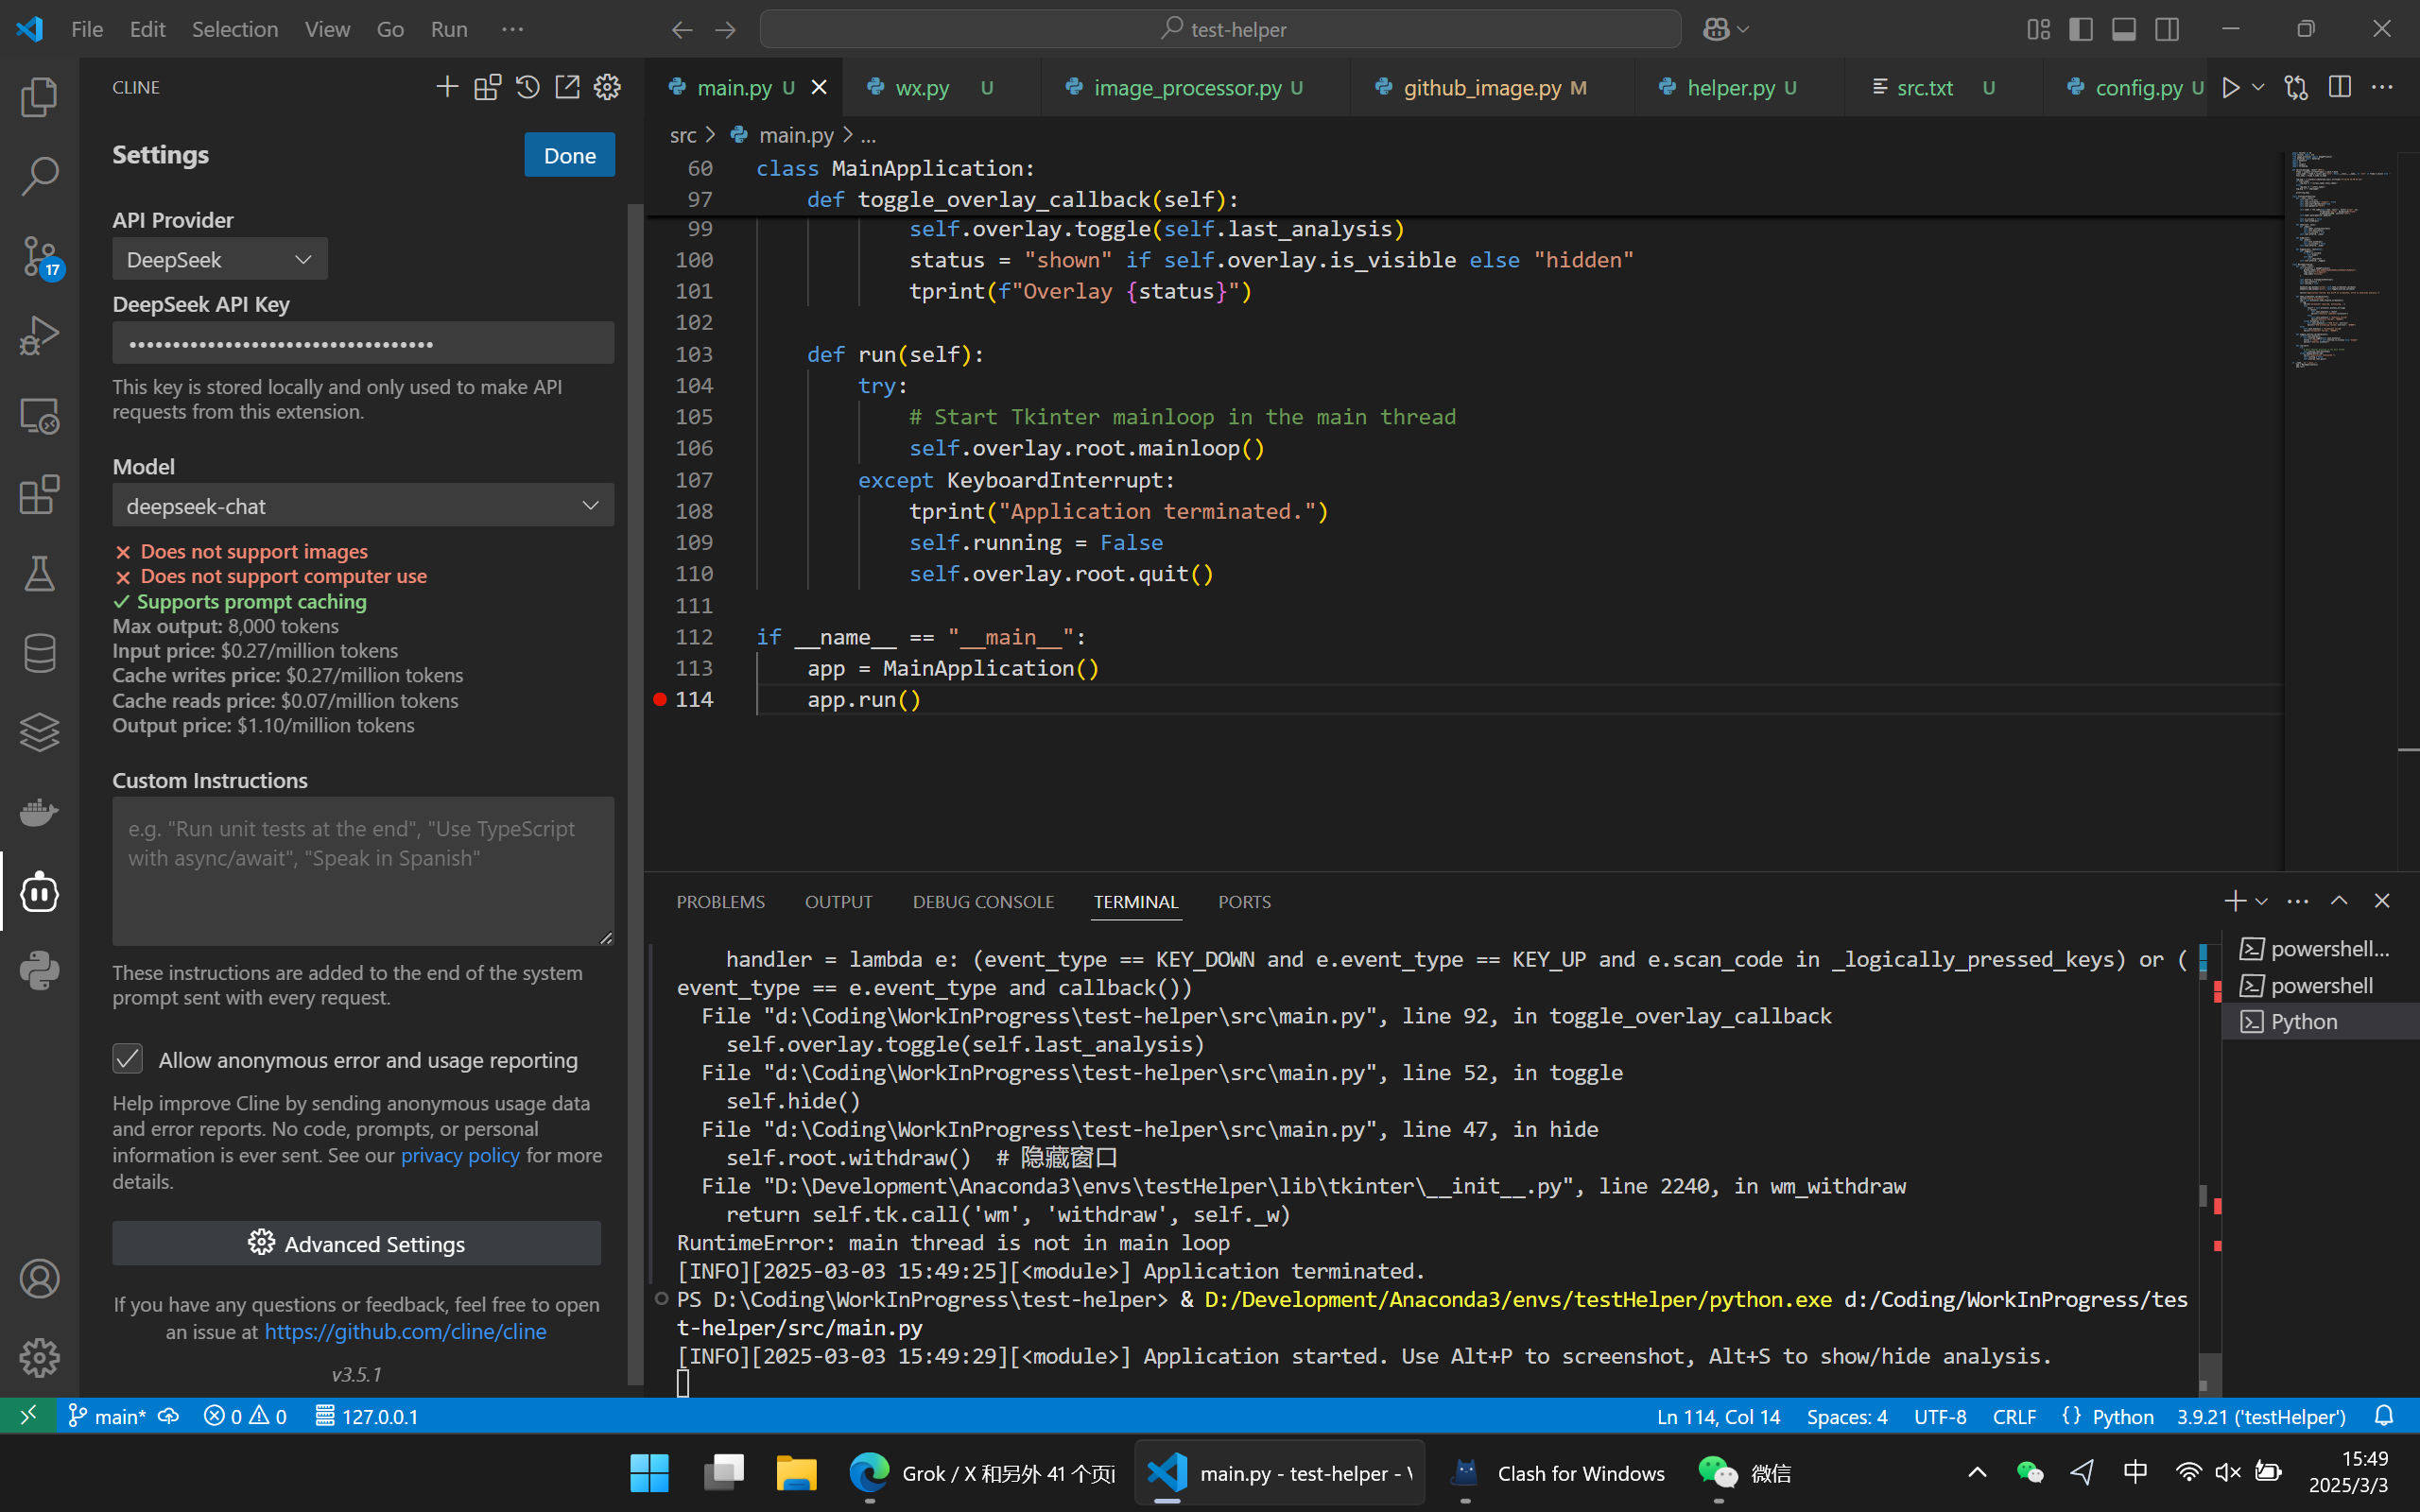 File Edit Selection View Go Run ···
test-helper
CLINE
main.py U
wx.py U
image_processor.py U
github_image.py M
helper.py U
src.txt U
config.py U
Settings
Done
src > main.py > ...
API Provider
DeepSeek
DeepSeek API Key
••••••••••••••••••••••••••••••••••••
This key is stored locally and only used to make API
requests from this extension.
Model
deepseek-chat
Does not support images
Does not support computer use
Supports prompt caching
Max output: 8,000 tokens
Input price: $0.27/million tokens
Cache writes price: $0.27/million tokens
Cache reads price: $0.07/million tokens
Output price: $1.10/million tokens
Custom Instructions
e.g. "Run unit tests at the end", "Use TypeScript
with async/await", "Speak in Spanish"
These instructions are added to the end of the system
prompt sent with every request.
Allow anonymous error and usage reporting
Help improve Cline by sending anonymous usage data
and error reports. No code, prompts, or personal
information is ever sent. See our privacy policy for more
details.
Advanced Settings
If you have any questions or feedback, feel free to open
an issue at https://github.com/cline/cline
v3.5.1
17
60 class MainApplication:
97 def toggle_overlay_callback(self):
99 self.overlay.toggle(self.last_analysis)
100 status = "shown" if self.overlay.is_visible else "hidden"
101 tprint(f"Overlay {status}")
102
103 def run(self):
104 try:
105 # Start Tkinter mainloop in the main thread
106 self.overlay.root.mainloop()
107 except KeyboardInterrupt:
108 tprint("Application terminated.")
109 self.running = False
110 self.overlay.root.quit()
111
112 if __name__ == "__main__":
113 app = MainApplication()
114 app.run()
PROBLEMS OUTPUT DEBUG CONSOLE TERMINAL PORTS
handler = lambda e: (event_type == KEY_DOWN and e.event_type == KEY_UP and e.scan_code in _logically_pressed_keys) or (
event_type == e.event_type and callback())
File "d:\Coding\WorkInProgress\test-helper\src\main.py", line 92, in toggle_overlay_callback
self.overlay.toggle(self.last_analysis)
File "d:\Coding\WorkInProgress\test-helper\src\main.py", line 52, in toggle
self.hide()
File "d:\Coding\WorkInProgress\test-helper\src\main.py", line 47, in hide
self.root.withdraw() # 隐藏窗口
File "D:\Development\Anaconda3\envs\testHelper\lib\tkinter\__init__.py", line 2240, in wm_withdraw
return self.tk.call('wm', 'withdraw', self._w)
RuntimeError: main thread is not in main loop
[INFO][2025-03-03 15:49:25][<module>] Application terminated.
PS D:\Coding\WorkInProgress\test-helper> & D:/Development/Anaconda3/envs/testHelper/python.exe d:/Coding/WorkInProgress/tes
t-helper/src/main.py
[INFO][2025-03-03 15:49:29][<module>] Application started. Use Alt+P to screenshot, Alt+S to show/hide analysis.
powershell...
powershell
Python
main* 0 0 127.0.0.1
Ln 114, Col 14 Spaces: 4 UTF-8 CRLF {} Python 3.9.21 ('testHelper')
Grok / X 和另外 41 个页
main.py - test-helper -
Clash for Windows
微信
中
15:49
2025/3/3